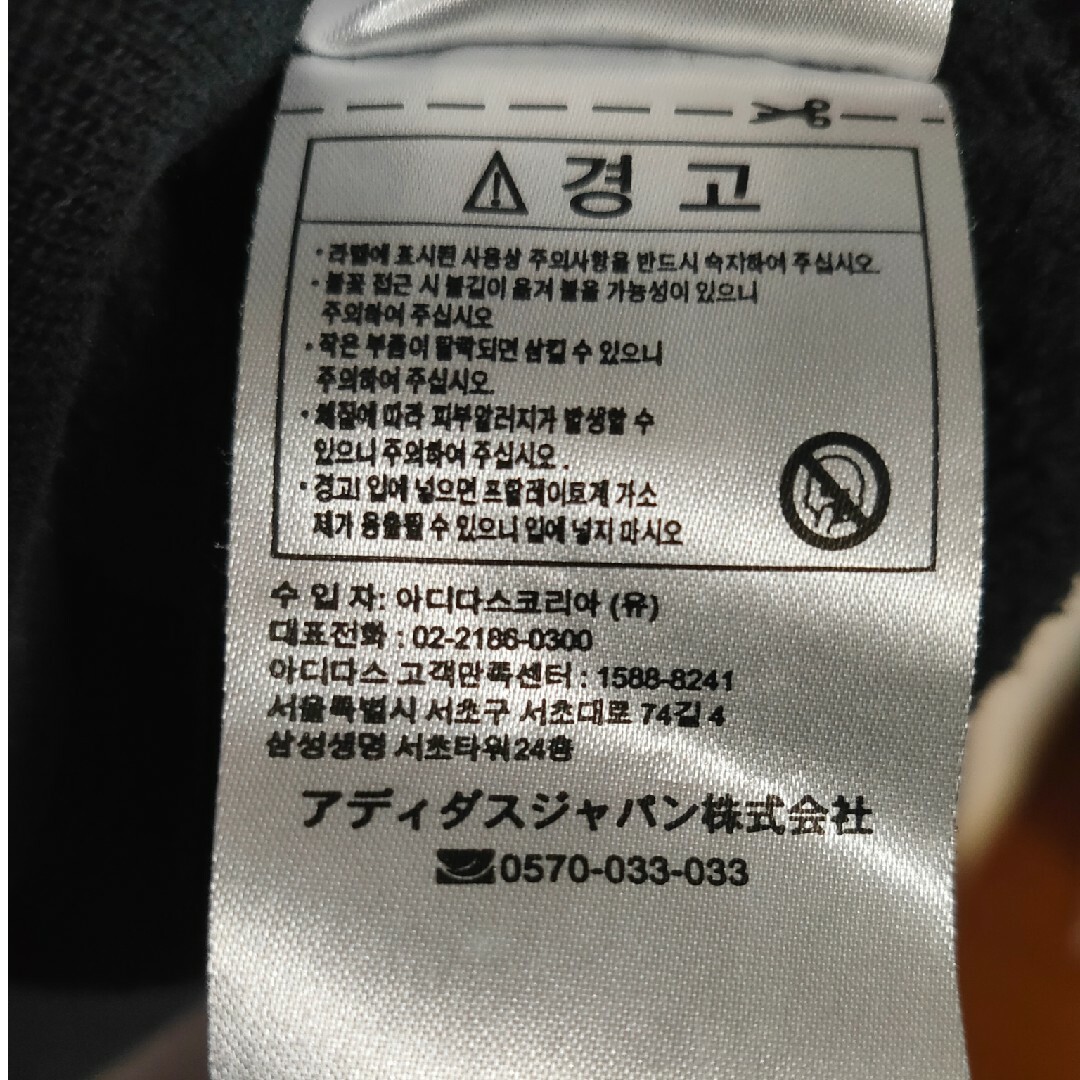 경 고
· 라벨에 표시된 사용상 주의사항을 반드시 숙지하여 주십시오.
· 불꽃 접근 시 불길이 옮겨 붙을 가능성이 있으니
주의하여 주십시오
· 작은 부품이 탈락되면 삼킬 수 있으니
주의하여 주십시오.
· 체질에 따라 피부알러지가 발생할 수
있으니 주의하여 주십시오 .
· 경고! 입에 넣으면 프탈레이트계 가소
제가 용출될 수 있으니 입에 넣지 마시오
수 입 자: 아디다스코리아 (유)
대표전화 : 02-2186-0300
아디다스 고객만족센터 : 1588-8241
서울특별시 서초구 서초대로 74길 4
삼성생명 서초타워24층
アディダスジャパン株式会社
0570-033-033